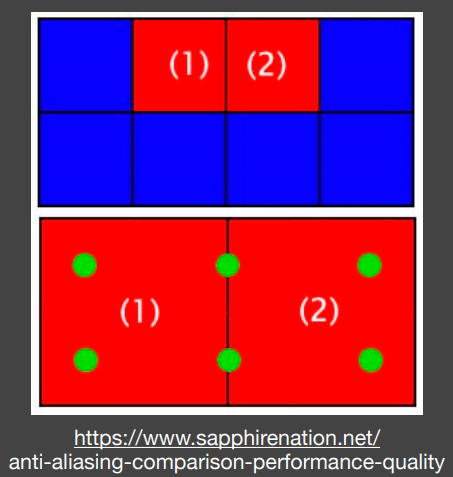 (1) (2)
(1) (2)
https://www.sapphirenation.net/
anti-aliasing-comparison-performance-quality